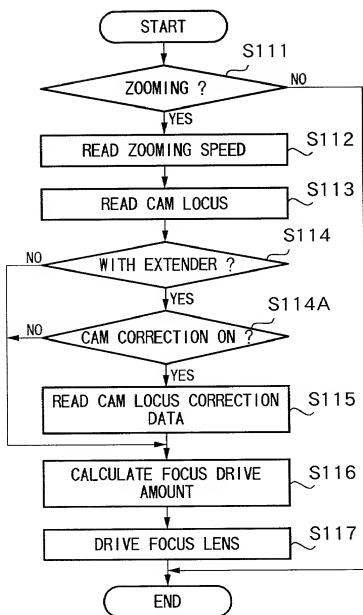 START
S111
ZOOMING ?
NO
YES
READ ZOOMING SPEED
S112
READ CAM LOCUS
S113
S114
NO
WITH EXTENDER ?
YES
S114A
NO
CAM CORRECTION ON ?
YES
READ CAM LOCUS CORRECTION
DATA
S115
CALCULATE FOCUS DRIVE
AMOUNT
S116
DRIVE FOCUS LENS
S117
END